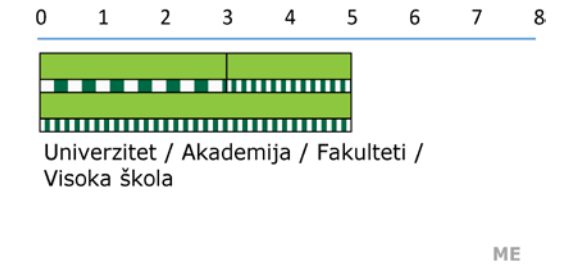 0 1 2 3 4 5 6 7 8
Univerzitet / Akademija / Fakulteti /
Visoka škola
ME